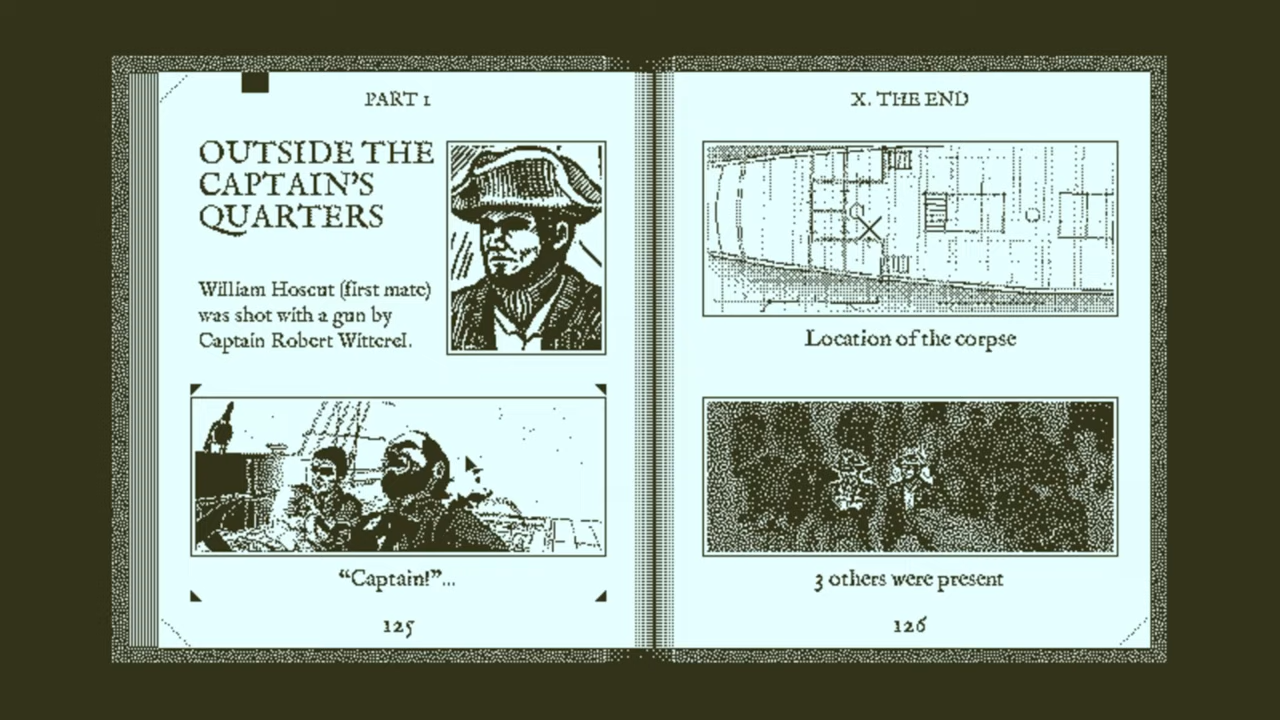 PART 1
OUTSIDE THE
CAPTAIN'S
QUARTERS
William Hoscut (first mate)
was shot with a gun by
Captain Robert Witterel.
“Captain!”...
125
X. THE END
Location of the corpse
3 others were present
126